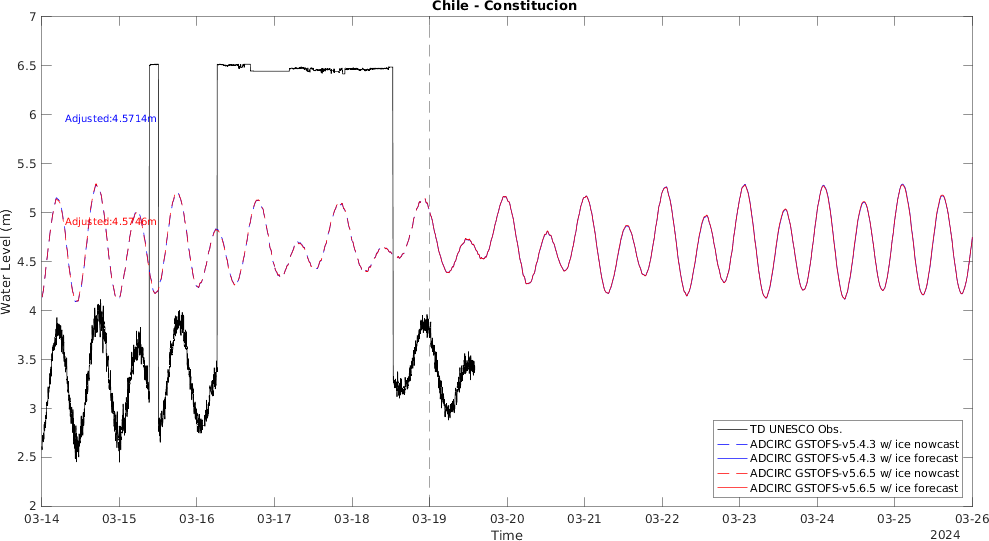 Chile - Constitucion
7
6.5
6
5.5
5
4.5
4
3.5
3
2.5
2
Water Level (m)
Adjusted:4.5714m
Adjusted:4.5746m
TD UNESCO Obs.
ADCIRC GSTOFS-v5.4.3 w/ ice nowcast
ADCIRC GSTOFS-v5.4.3 w/ ice forecast
ADCIRC GSTOFS-v5.6.5 w/ ice nowcast
ADCIRC GSTOFS-v5.6.5 w/ ice forecast
03-14 03-15 03-16 03-17 03-18 03-19 03-20 03-21 03-22 03-23 03-24 03-25 03-26
Time
2024